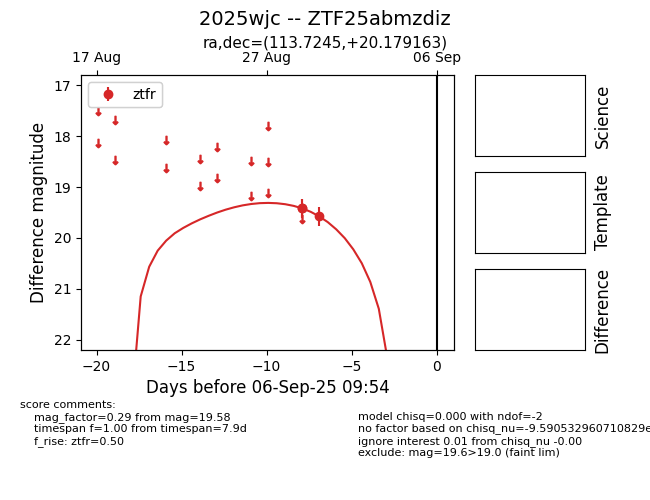 2025wjc -- ZTF25abmzdiz
ra,dec=(113.7245,+20.179163)
17 Aug 27 Aug 06 Sep
ztfr
17
18
19
20
21
22
Difference magnitude
−20 −15 −10 −5 0
Days before 06-Sep-25 09:54
Science
Template
Difference
score comments:
mag_factor=0.29 from mag=19.58
timespan f=1.00 from timespan=7.9d
f_rise: ztfr=0.50
model chisq=0.000 with ndof=-2
no factor based on chisq_nu=-9.590532960710829e
ignore interest 0.01 from chisq_nu -0.00
exclude: mag=19.6>19.0 (faint lim)